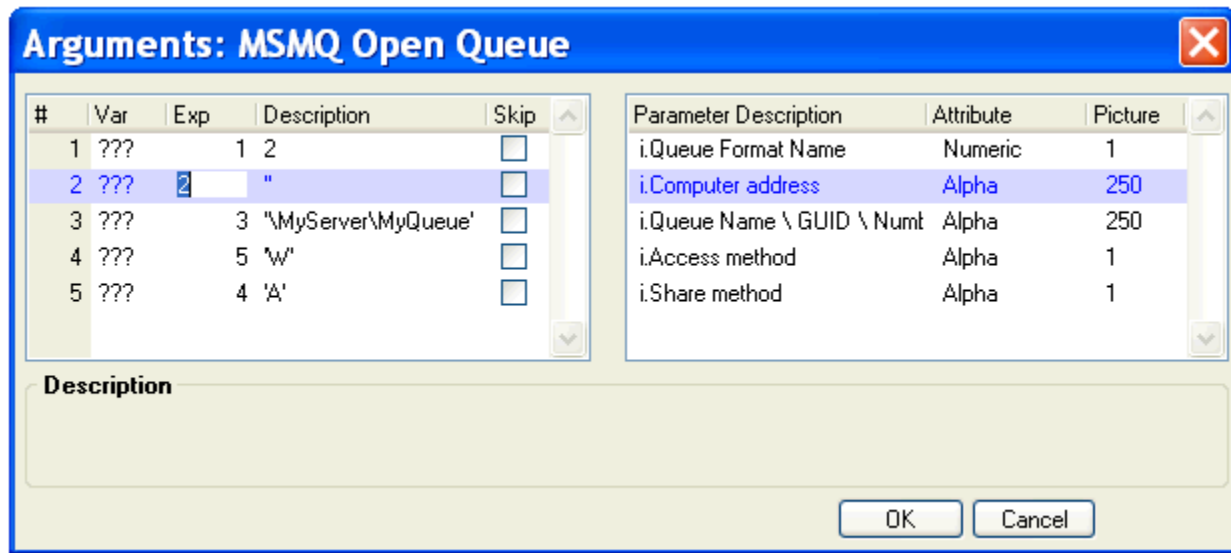 Arguments: MSMQ Open Queue
# Var Exp Description Skip
1 ??? 1 2
2 ??? 2 ''
3 ??? 3 '\MyServer\MyQueue'
4 ??? 5 'W'
5 ??? 4 'A'
Parameter Description Attribute Picture
i.Queue Format Name Numeric 1
i.Computer address Alpha 250
i.Queue Name \ GUID \ Numb Alpha 250
i.Access method Alpha 1
i.Share method Alpha 1
Description
OK Cancel